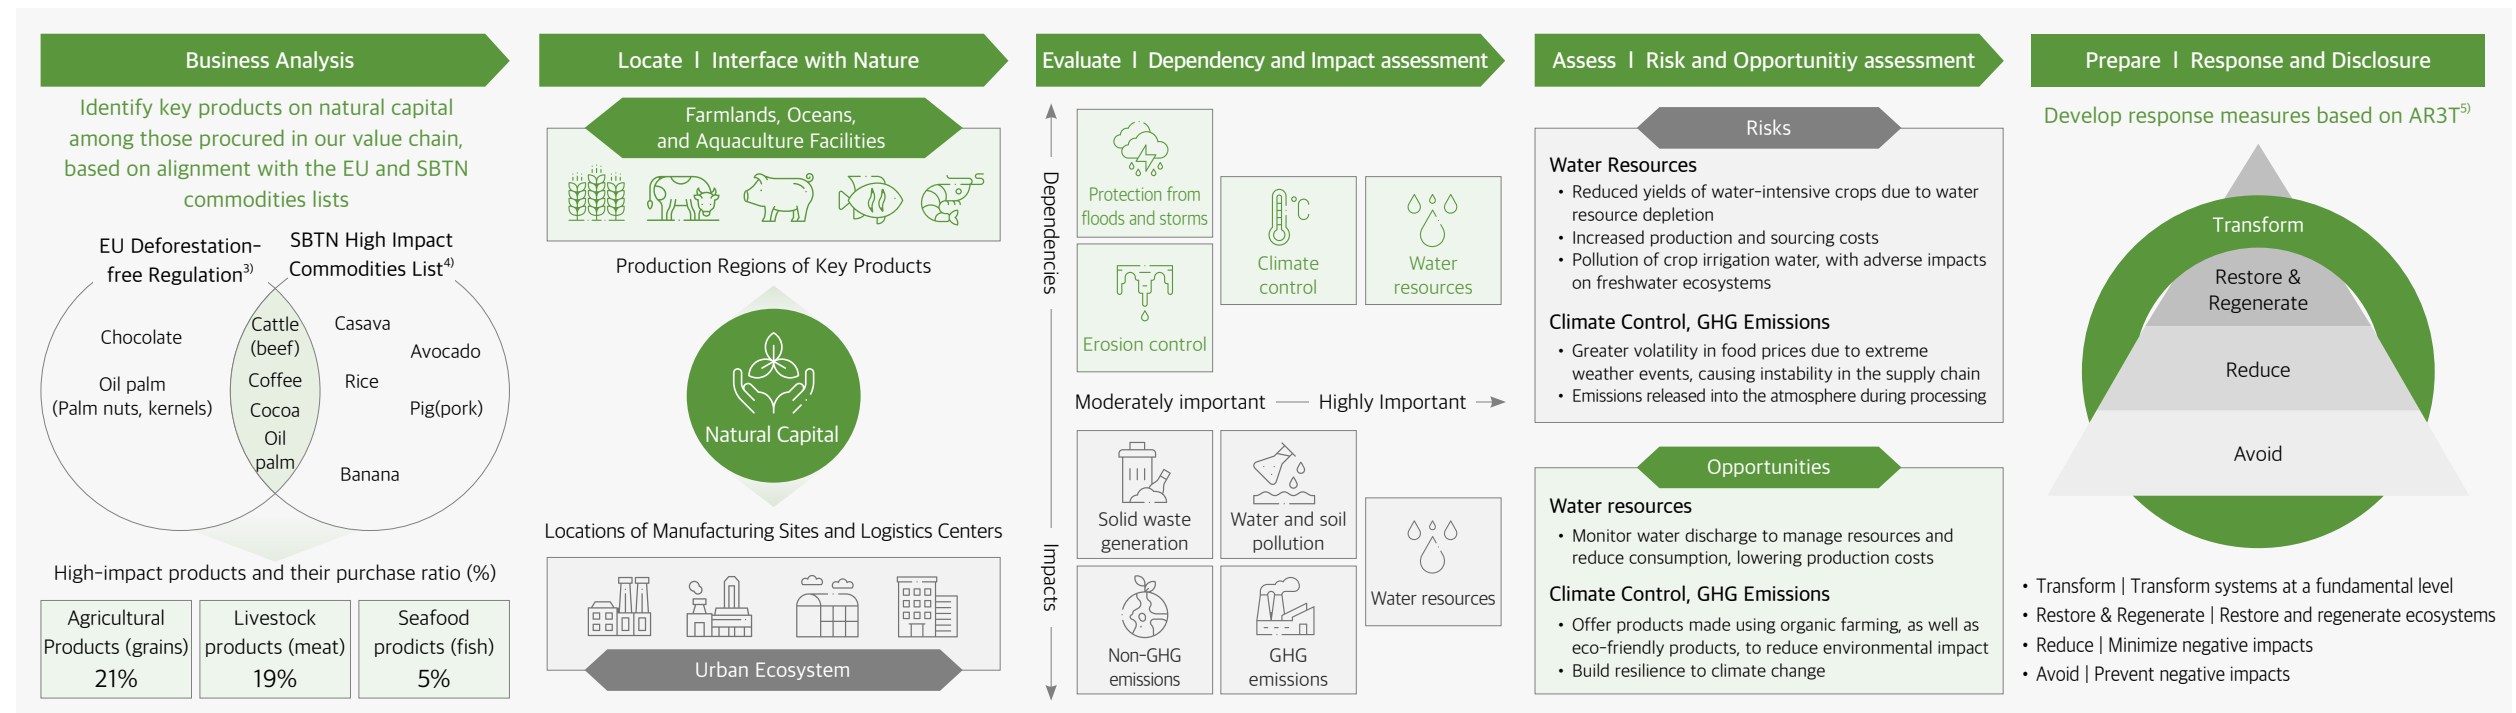 Business Analysis
Identify key products on natural capital
among those procured in our value chain,
based on alignment with the EU and SBTN
commodities lists
EU Deforestation-
free Regulation3)
SBTN High Impact
Commodities List4)
Chocolate
Oil palm
(Palm nuts, kernels)
Cattle
(beef)
Coffee
Cocoa
Oil
palm
Casava
Avocado
Rice
Pig(pork)
Banana
High-impact products and their purchase ratio (%)
Agricultural
Products (grains)
21%
Livestock
products (meat)
19%
Seafood
prodicts (fish)
5%
Locate | Interface with Nature
Farmlands, Oceans,
and Aquaculture Facilities
Production Regions of Key Products
Natural Capital
Locations of Manufacturing Sites and Logistics Centers
Urban Ecosystem
Evaluate | Dependency and Impact assessment
Dependencies
Protection from
floods and storms
Erosion control
°C
Climate
control
Water
resources
Moderately important — Highly Important
Impacts
Solid waste
generation
Water and soil
pollution
Non-GHG
emissions
GHG
emissions
Water resources
Assess | Risk and Opportunitiy assessment
Risks
Water Resources
• Reduced yields of water-intensive crops due to water
resource depletion
• Increased production and sourcing costs
• Pollution of crop irrigation water, with adverse impacts
on freshwater ecosystems
Climate Control, GHG Emissions
• Greater volatility in food prices due to extreme
weather events, causing instability in the supply chain
• Emissions released into the atmosphere during processing
Opportunities
Water resources
• Monitor water discharge to manage resources and
reduce consumption, lowering production costs
Climate Control, GHG Emissions
• Offer products made using organic farming, as well as
eco-friendly products, to reduce environmental impact
• Build resilience to climate change
Prepare | Response and Disclosure
Develop response measures based on AR3T5)
Transform
Restore &
Regenerate
Reduce
Avoid
• Transform | Transform systems at a fundamental level
• Restore & Regenerate | Restore and regenerate ecosystems
• Reduce | Minimize negative impacts
• Avoid | Prevent negative impacts